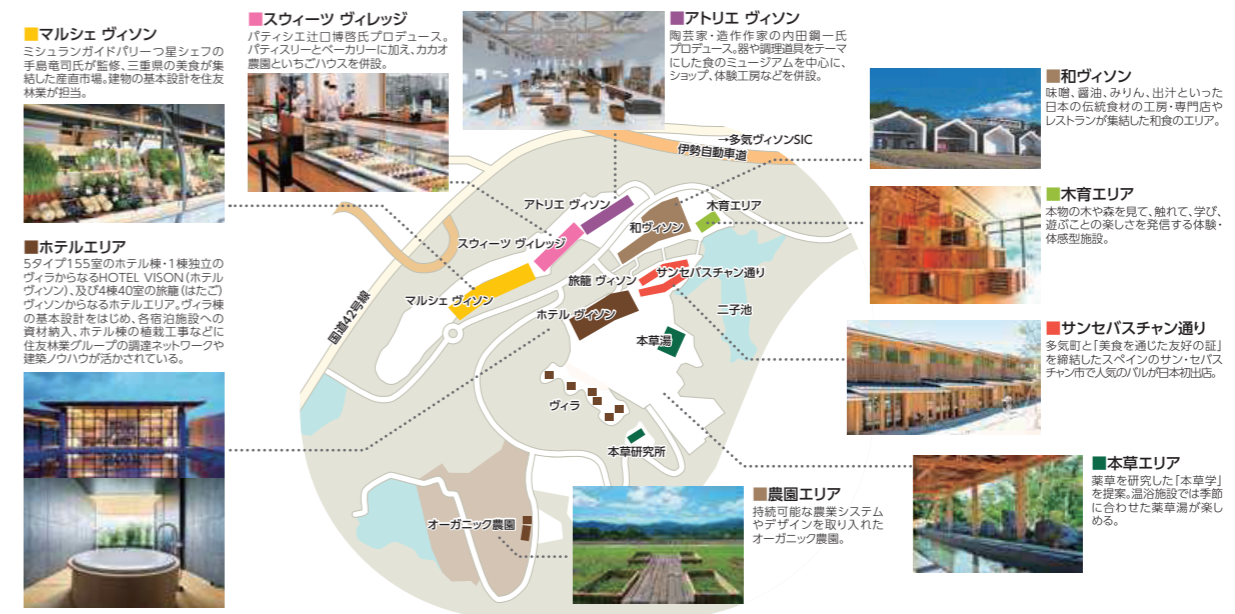 ■マルシェ ヴィソン
ミシュランガイドパリ一つ星シェフの
手島竜司氏が監修、三重県の美食が
集結した産直市場。建物の基本設計を住友
林業が担当。
■スウィーツ ヴィレッジ
パティシエ辻口博啓氏プロデュース。
パティスリーとベーカリーに加え、カカオ
農園といちごハウスを併設。
■アトリエ ヴィソン
陶芸家・造作作家の内田鋼一氏
プロデュース。器や調理道具をテーマ
にした食のミュージアムを中心に、
ショップ、体験工房などを併設。
■和ヴィソン
味噌、醤油、みりん、出汁といった
日本の伝統食材の工房・専門店や
レストランが集結した和食のエリア。
■木育エリア
本物の木や森を見て、触れて、学び、
遊ぶことの楽しさを発信する体験・
体感型施設。
■ホテルエリア
5タイプ155室のホテル棟・1棟独立の
ヴィラからなるHOTEL VISON(ホテル
ヴィソン)、及び4棟40室の旅籠(はたご)
ヴィソンからなるホテルエリア。ヴィラ棟
の基本設計をはじめ、各宿泊施設への
資材納入、ホテル棟の植栽工事などに
住友林業グループの調達ネットワークや
建築ノウハウが活かされている。
■サンセバスチャン通り
多気町と「美食を通じた友好の証」
を締結したスペインのサン・セバス
チャン市で人気のバルが日本初出店。
■本草エリア
薬草を研究した「本草学」
を提案。温浴施設では季節
に合わせた薬草湯が楽し
める。
■農園エリア
持続可能な農業システム
やデザインを取り入れた
オーガニック農園。
→多気ヴィソンSIC
伊勢自動車道
国道42号線
アトリエ ヴィソン
木育エリア
和ヴィソン
スウィーツ ヴィレッジ
旅籠 ヴィソン
サンセバスチャン通り
マルシェ ヴィソン
ホテル ヴィソン
二子池
本草湯
ヴィラ
本草研究所
オーガニック農園